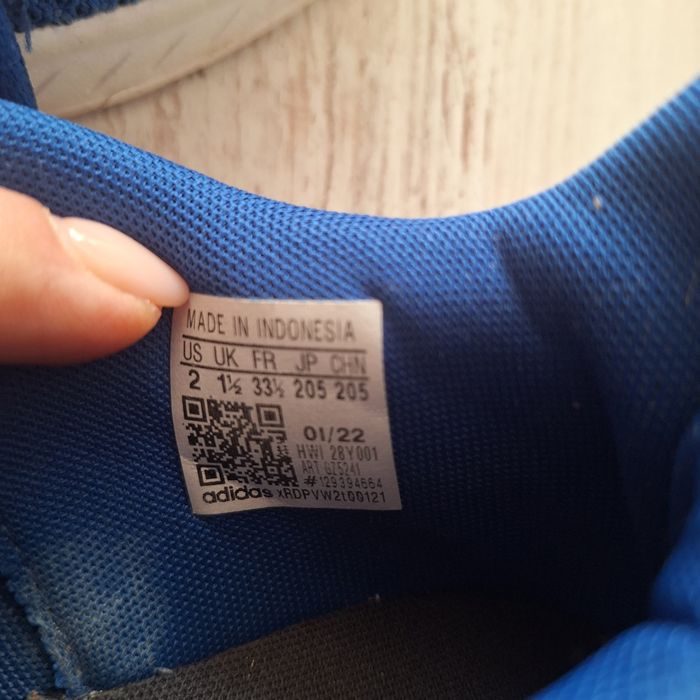 MADE IN INDONESIA
US UK FR JP CHN
2 1½ 33½ 205 205
01/22
HWI 28Y001
ART GZ5241
#129394664
adidas xRDPVW2t00121